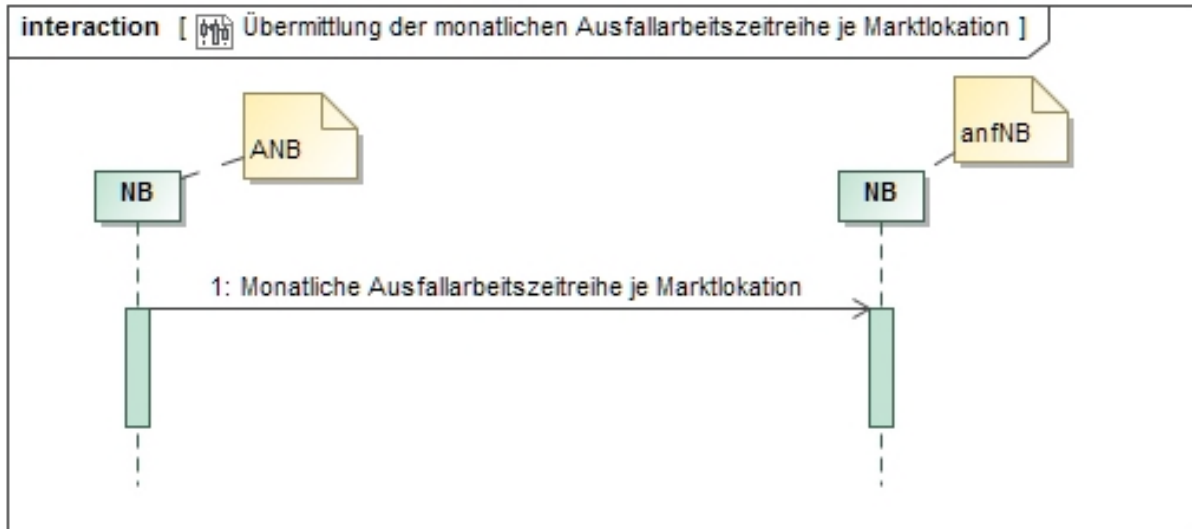 interaction [ Übermittlung der monatlichen Ausfallarbeitszeitreihe je Marktlokation ]
ANB
anfNB
NB
NB
1: Monatliche Ausfallarbeitszeitreihe je Marktlokation